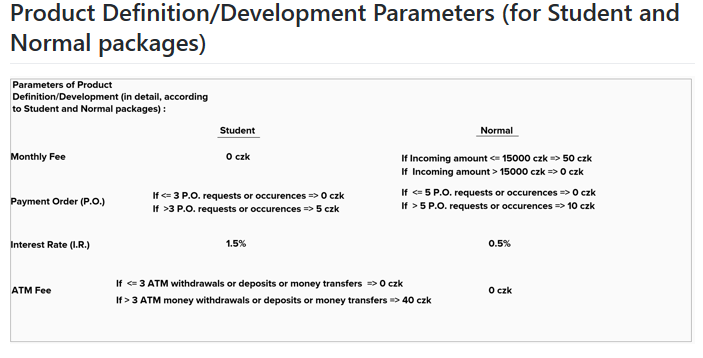 Product Definition/Development Parameters (for Student and
Normal packages)
Parameters of Product
Definition/Development (in detail, according
to Student and Normal packages) :
Student
Normal
Monthly Fee
0 czk
If Incoming amount <= 15000 czk => 50 czk
If Incoming amount > 15000 czk => 0 czk
Payment Order (P.O.)
If <= 3 P.O. requests or occurences => 0 czk
If >3 P.O. requests or occurences => 5 czk
If <= 5 P.O. requests or occurences => 0 czk
If > 5 P.O. requests or occurences => 10 czk
Interest Rate (I.R.)
1.5%
0.5%
ATM Fee
If <= 3 ATM withdrawals or deposits or money transfers => 0 czk
If > 3 ATM money withdrawals or deposits or money transfers => 40 czk
0 czk